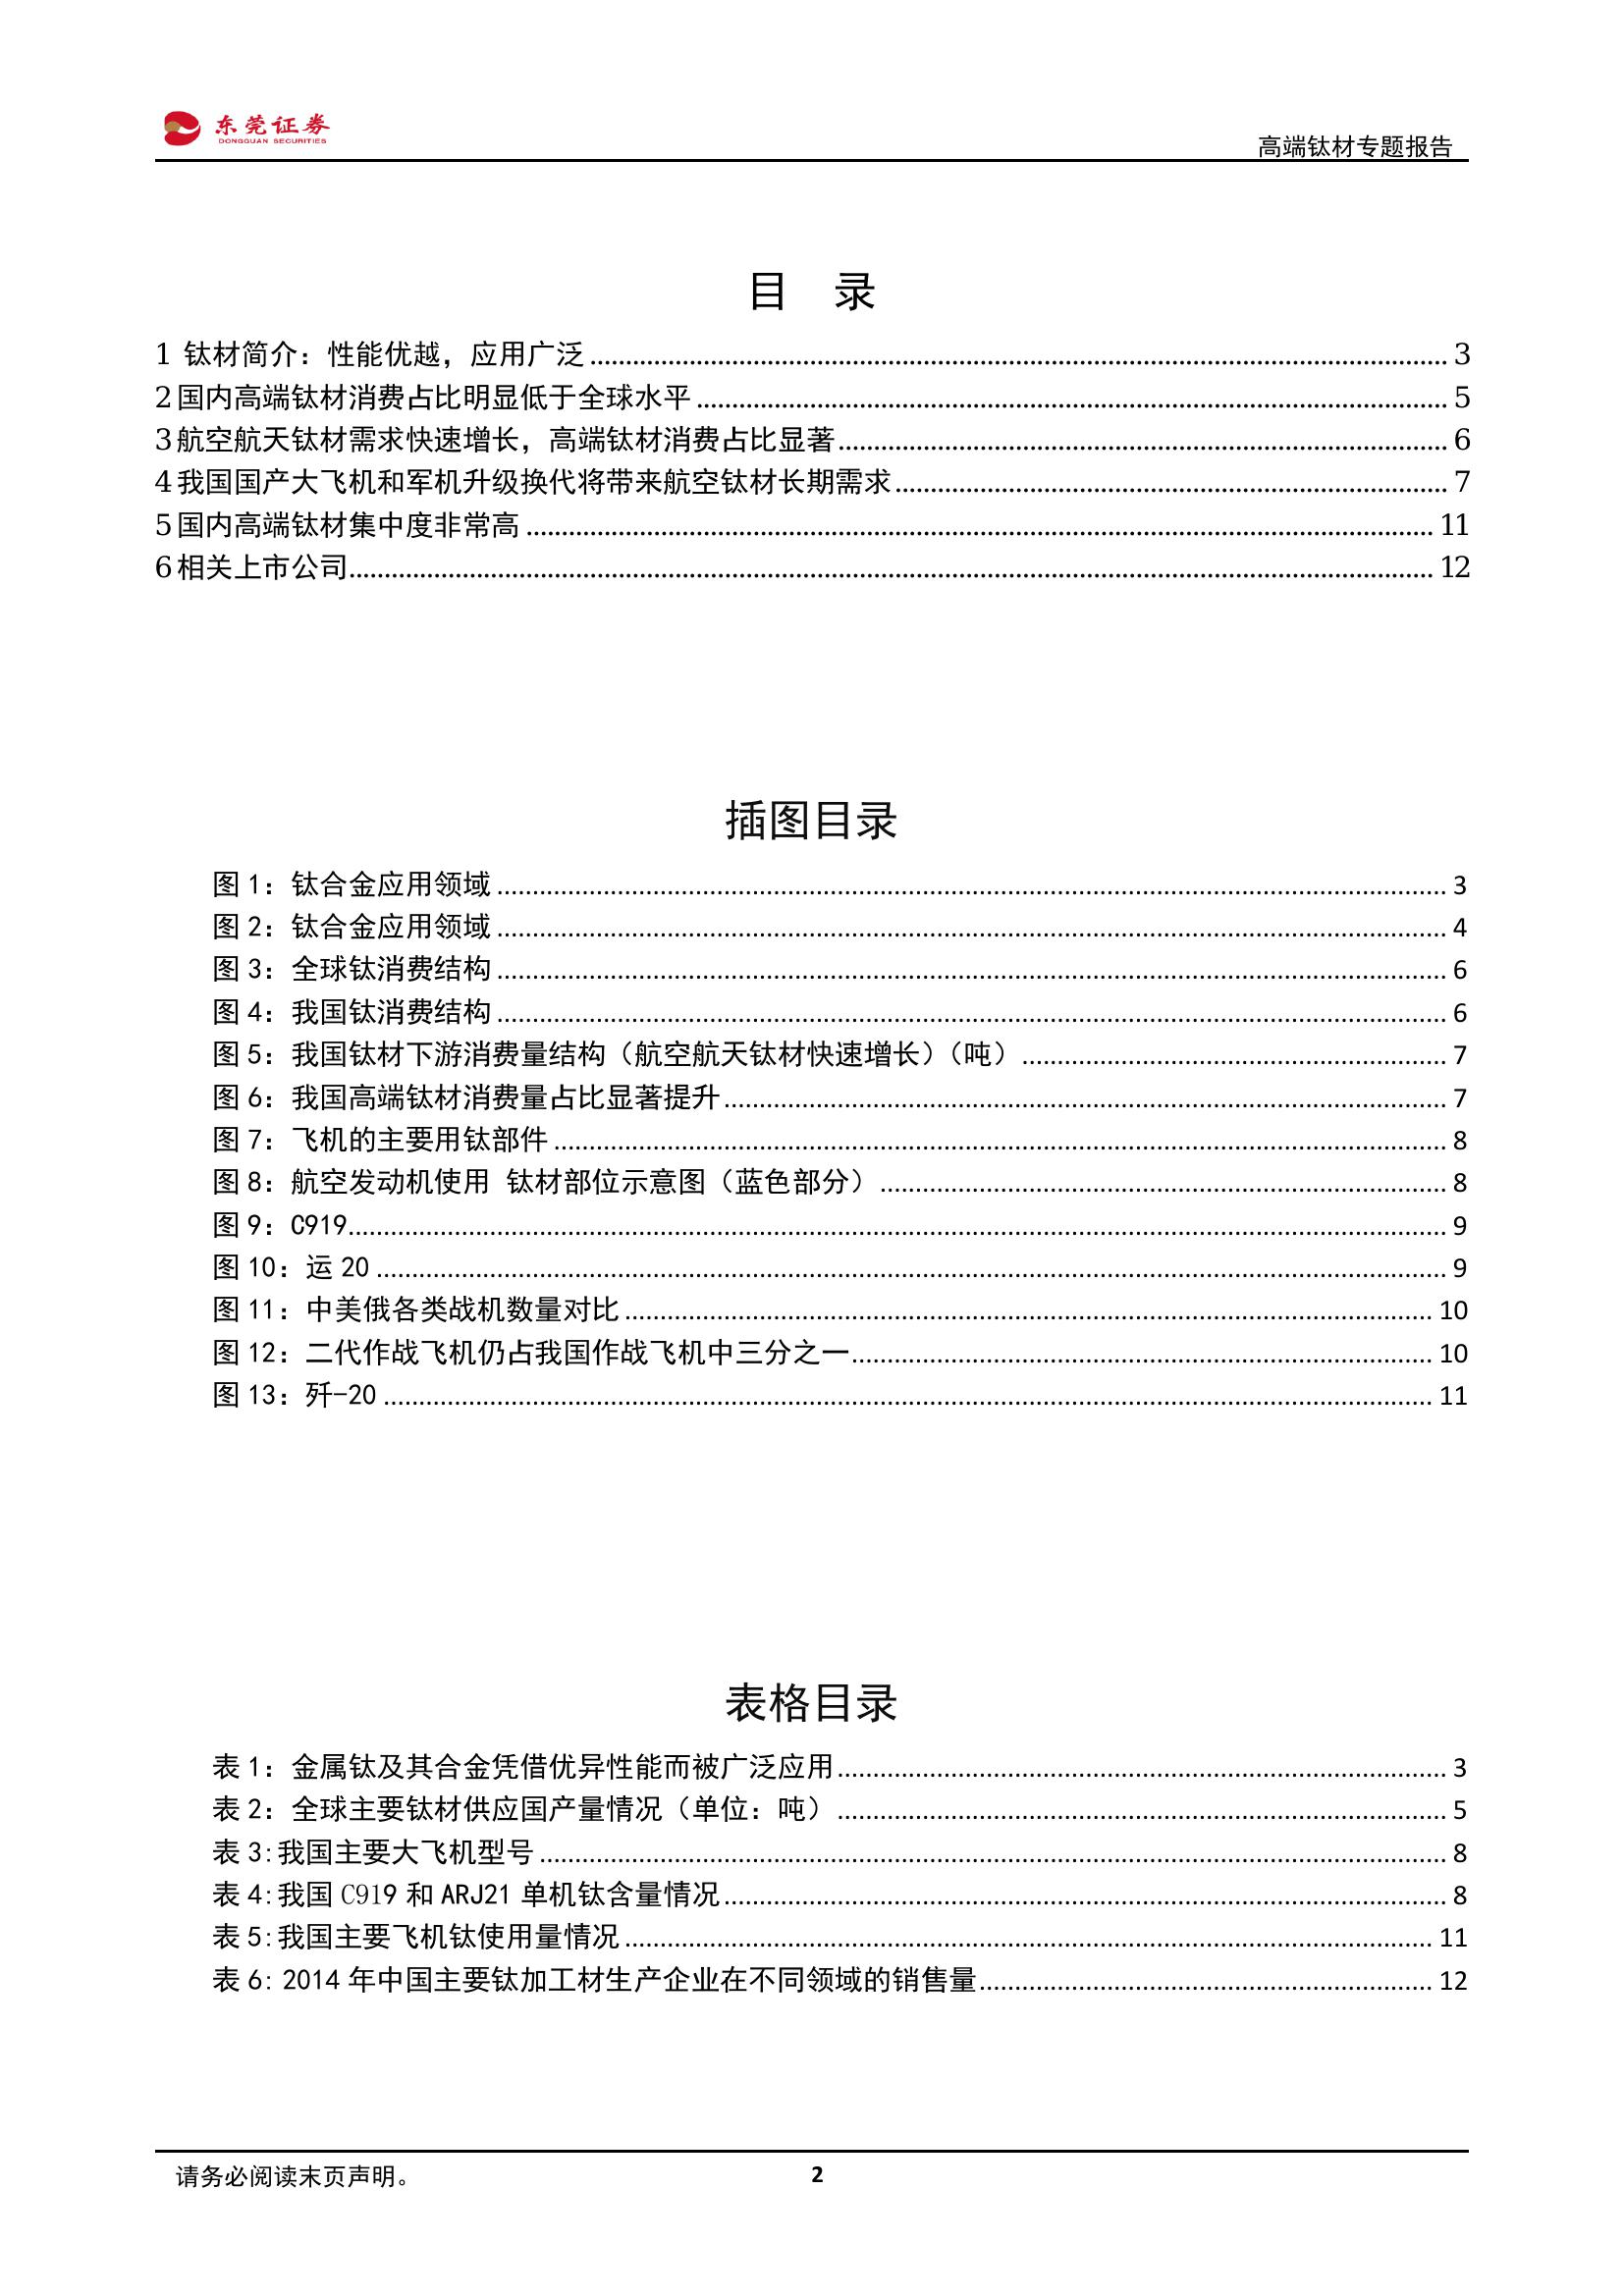 东莞证券
DONGGUAN SECURITIES
高端钛材专题报告
目 录
1 钛材简介：性能优越，应用广泛 3
2 国内高端钛材消费占比明显低于全球水平 5
3 航空航天钛材需求快速增长，高端钛材消费占比显著 6
4 我国国产大飞机和军机升级换代将带来航空钛材长期需求 7
5 国内高端钛材集中度非常高 11
6 相关上市公司 12
插图目录
图 1：钛合金应用领域 3
图 2：钛合金应用领域 4
图 3：全球钛消费结构 6
图 4：我国钛消费结构 6
图 5：我国钛材下游消费量结构（航空航天钛材快速增长）（吨） 7
图 6：我国高端钛材消费量占比显著提升 7
图 7：飞机的主要用钛部件 8
图 8：航空发动机使用 钛材部位示意图（蓝色部分） 8
图 9：C919 9
图 10：运 20 9
图 11：中美俄各类战机数量对比 10
图 12：二代作战飞机仍占我国作战飞机中三分之一 10
图 13：歼-20 11
表格目录
表 1：金属钛及其合金凭借优异性能而被广泛应用 3
表 2：全球主要钛材供应国产量情况（单位：吨） 5
表 3:我国主要大飞机型号 8
表 4:我国 C919 和 ARJ21 单机钛含量情况 8
表 5:我国主要飞机钛使用量情况 11
表 6: 2014 年中国主要钛加工材生产企业在不同领域的销售量 12
请务必阅读末页声明。
2